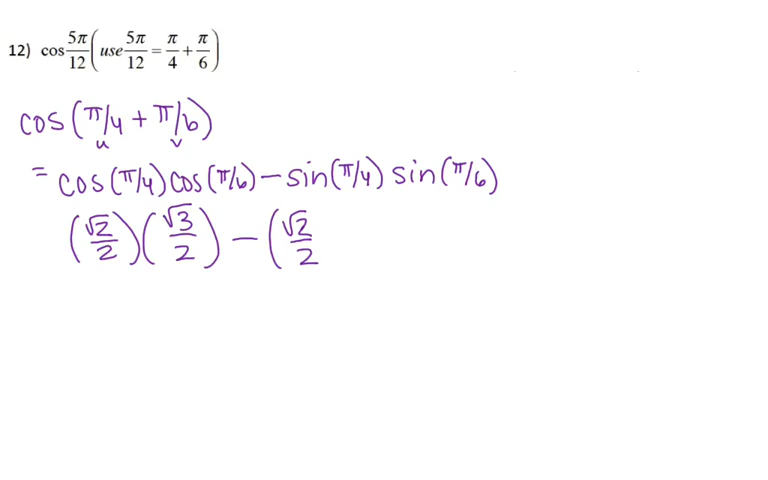 12) cos 5π/12 (use 5π/12 = π/4 + π/6)
cos(π/4 + π/6)
u v
= cos(π/4) cos(π/6) − sin(π/4) sin(π/6)
(√2/2)(√3/2) − (√2/2